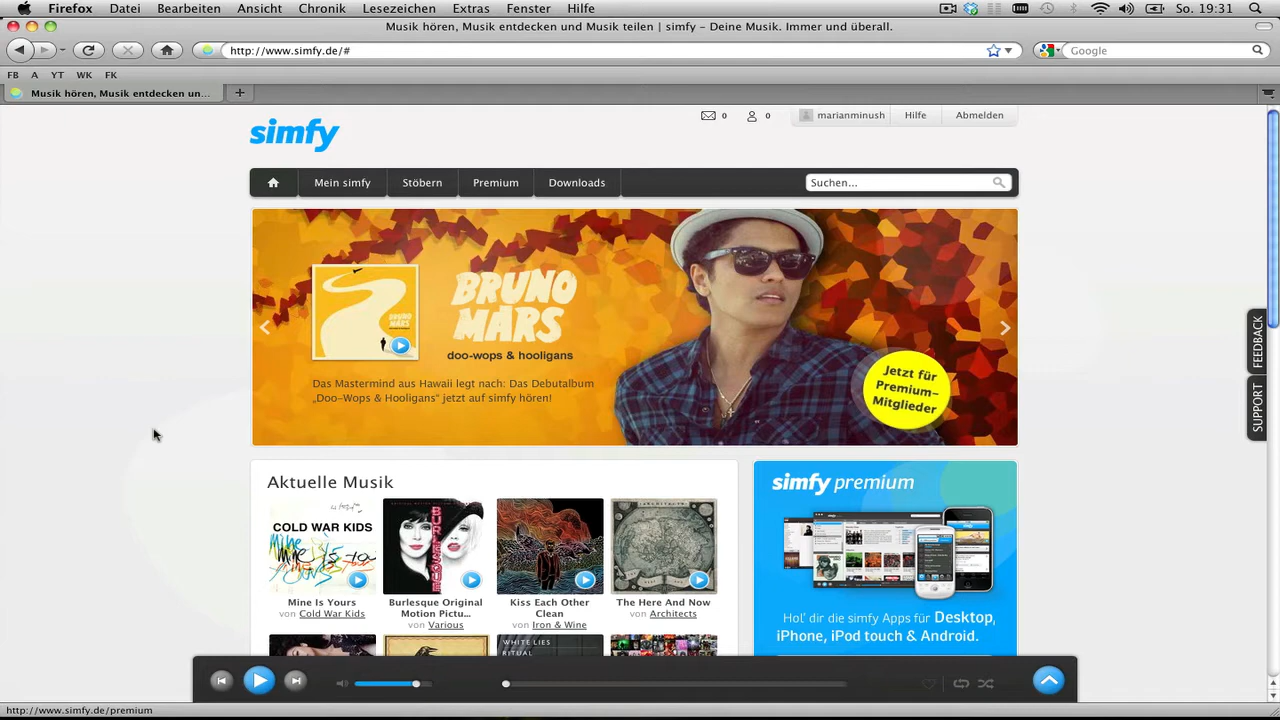 Firefox Datei Bearbeiten Ansicht Chronik Lesezeichen Extras Fenster Hilfe So. 19:31
Musik hören, Musik entdecken und Musik teilen | simfy – Deine Musik. Immer und überall.
http://www.simfy.de/# Google
FB A YT WK FK
Musik hören, Musik entdecken un...
0 0 marianminush Hilfe Abmelden
simfy
Mein simfy Stöbern Premium Downloads Suchen...
BRUNO
MARS
doo-wops & hooligans
Das Mastermind aus Hawaii legt nach: Das Debutalbum
„Doo-Wops & Hooligans" jetzt auf simfy hören!
Jetzt für
Premium-
Mitglieder
FEEDBACK
SUPPORT
Aktuelle Musik
simfy premium
COLD WAR KIDS
BURLESQUE
Mine Is Yours
von Cold War Kids
Burlesque Original
Motion Pictu...
von Various
Kiss Each Other
Clean
von Iron & Wine
The Here And Now
von Architects
Hol' dir die simfy Apps für Desktop,
iPhone, iPod touch & Android.
WHITE LIES
RITUAL
http://www.simfy.de/premium